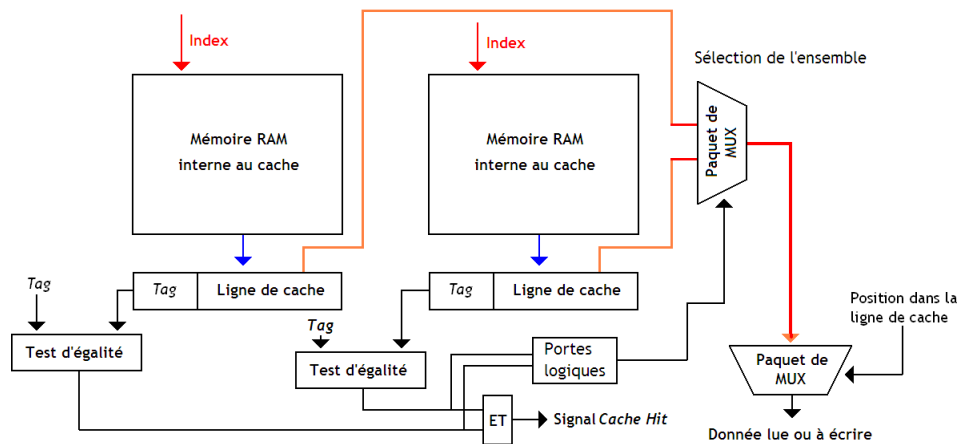 Index
Index
Sélection de l'ensemble
Mémoire RAM
interne au cache
Mémoire RAM
interne au cache
Paquet de
MUX
Tag
Ligne de cache
Tag
Ligne de cache
Tag
Test d'égalité
Tag
Test d'égalité
Portes
logiques
ET
Signal Cache Hit
Position dans la
ligne de cache
Paquet de
MUX
Donnée lue ou à écrire